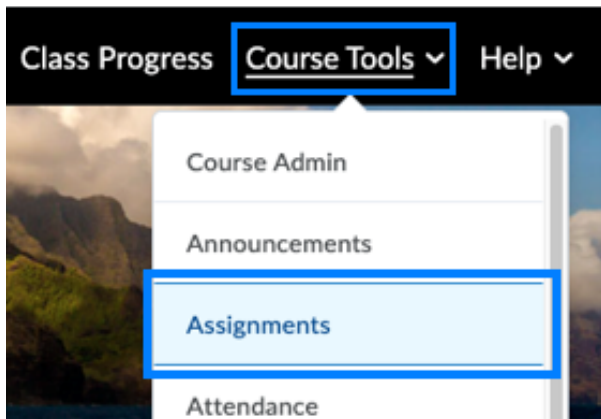 Class Progress Course Tools Help
Course Admin
Announcements
Assignments
Attendance